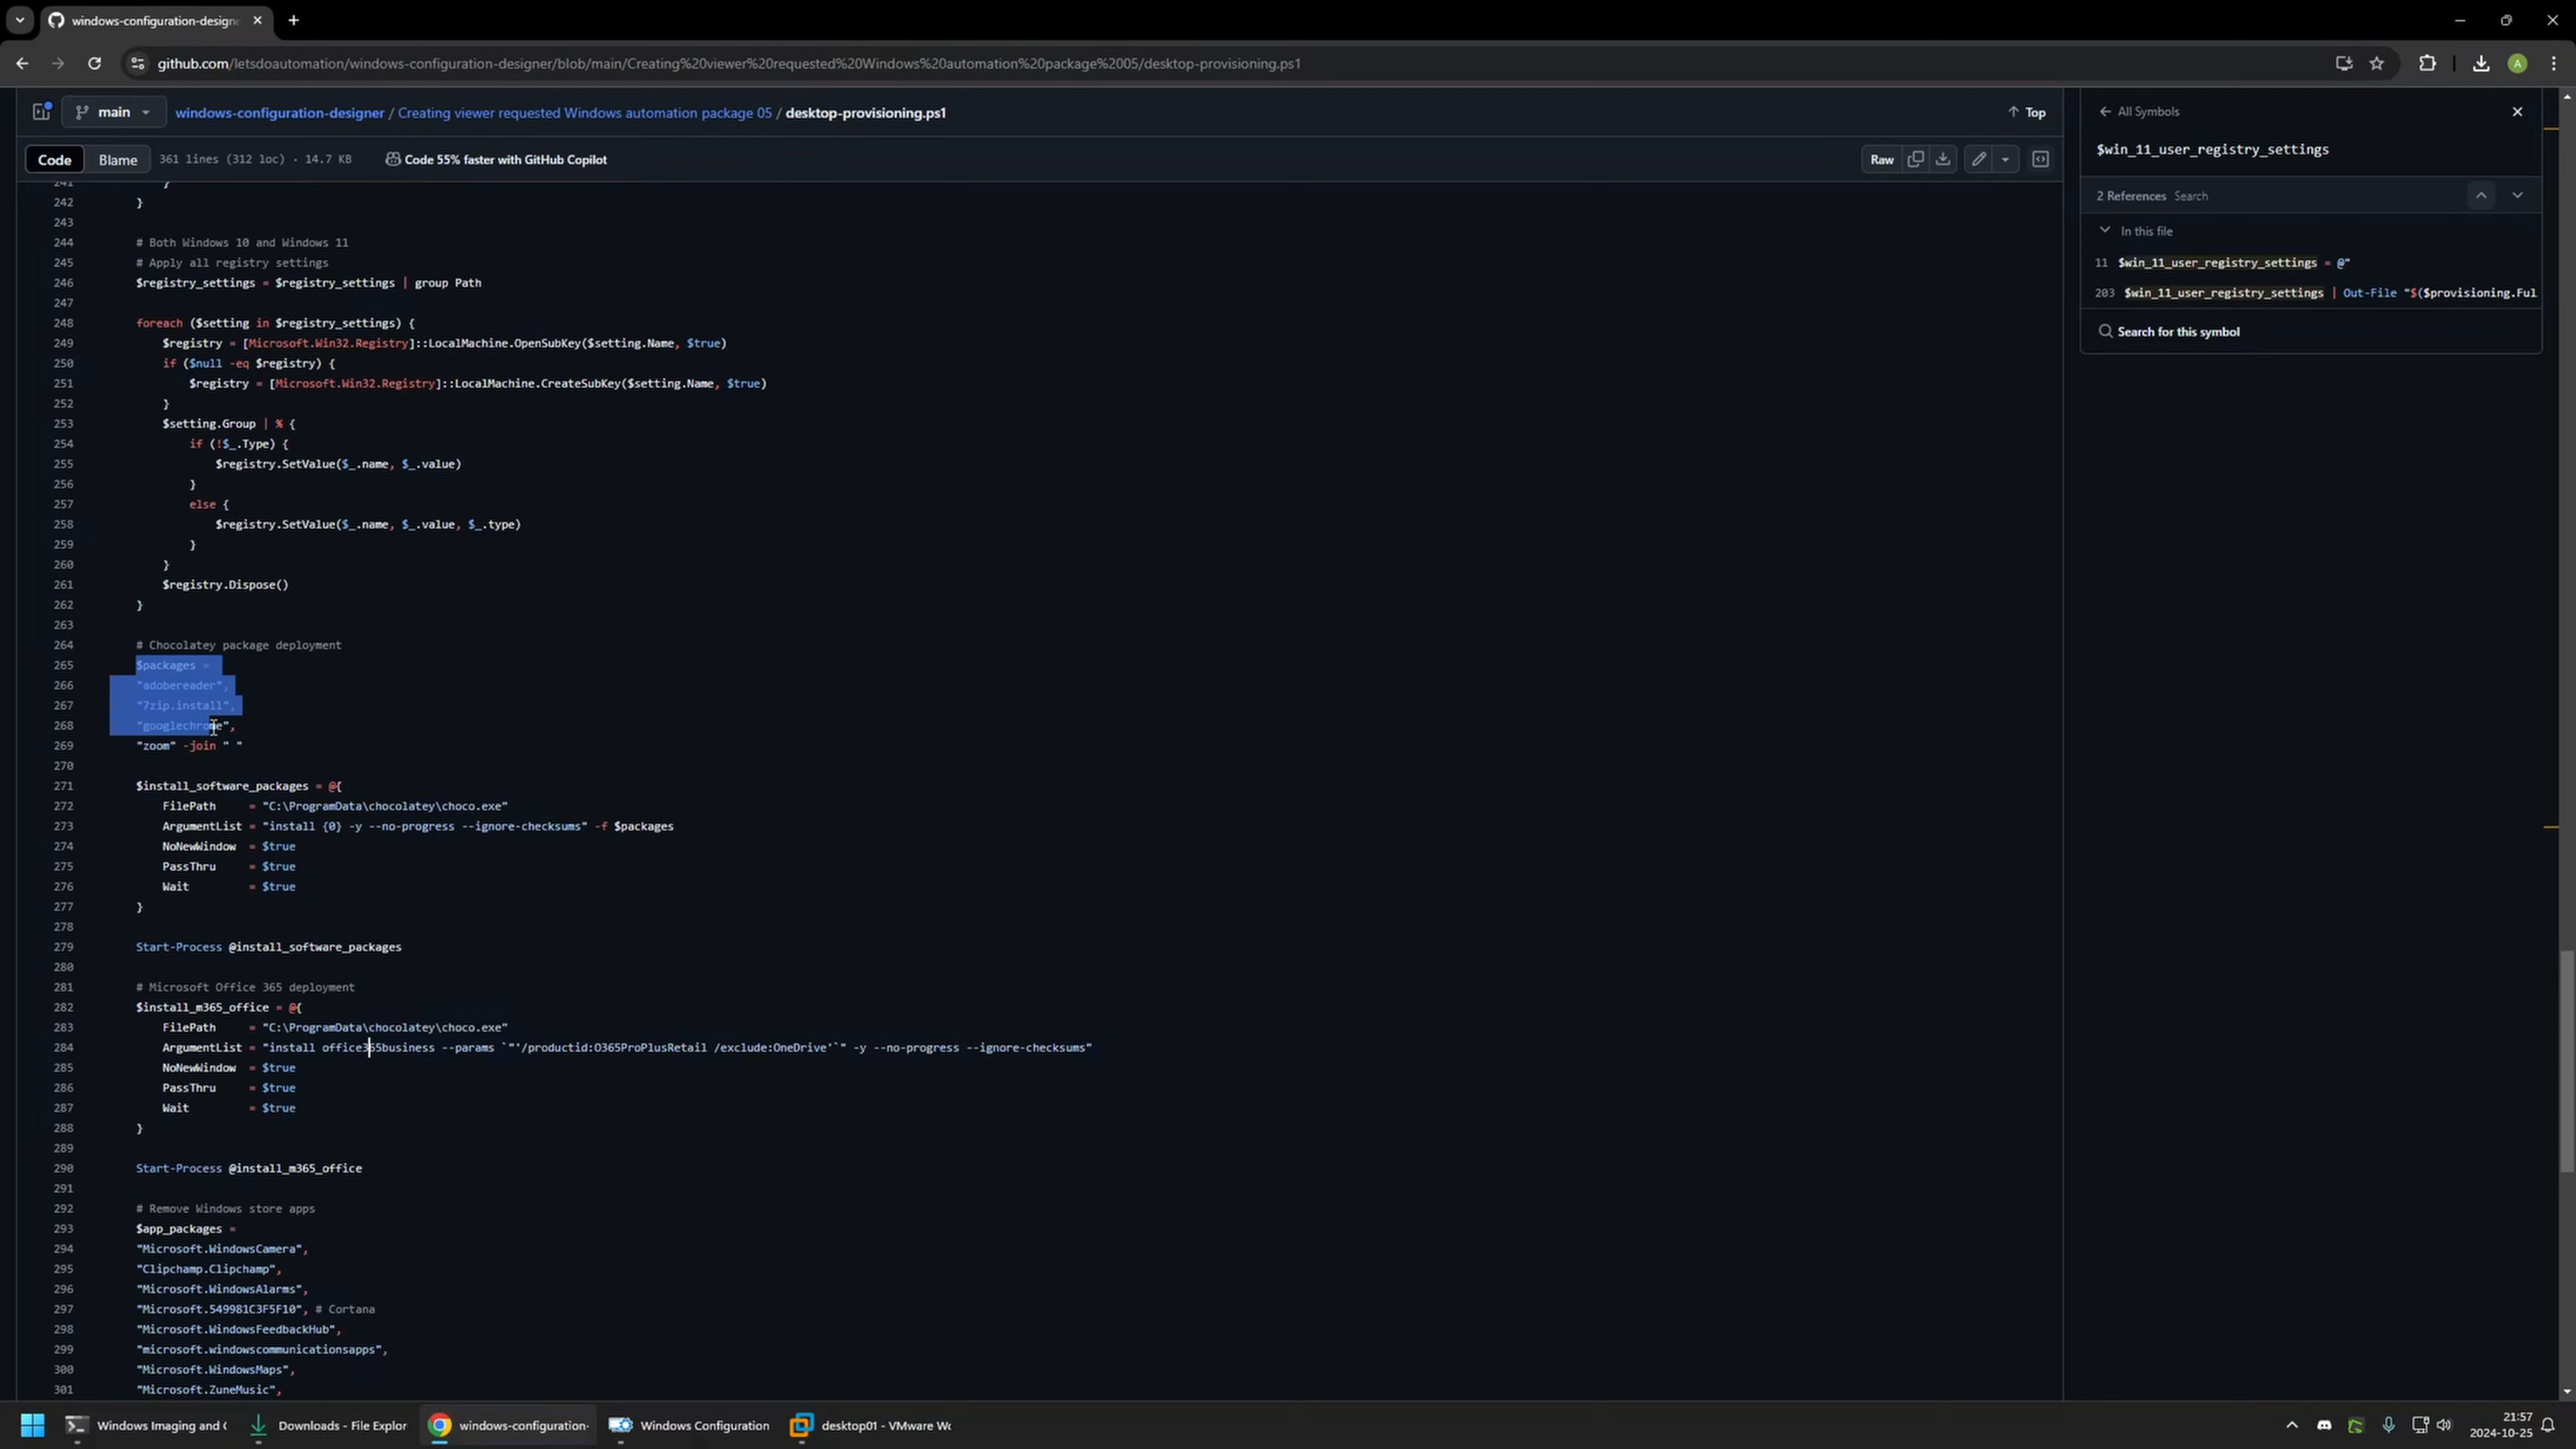 windows-configuration-designe
github.com/letsdoautomation/windows-configuration-designer/blob/main/Creating%20viewer%20requested%20Windows%20automation%20package%2005/desktop-provisioning.ps1
A
main
windows-configuration-designer / Creating viewer requested Windows automation package 05 / desktop-provisioning.ps1
Top
Code
Blame
361 lines (312 loc) · 14.7 KB
Code 55% faster with GitHub Copilot
Raw
241 }
242 }
243
244 # Both Windows 10 and Windows 11
245 # Apply all registry settings
246 $registry_settings = $registry_settings | group Path
247
248 foreach ($setting in $registry_settings) {
249 $registry = [Microsoft.Win32.Registry]::LocalMachine.OpenSubKey($setting.Name, $true)
250 if ($null -eq $registry) {
251 $registry = [Microsoft.Win32.Registry]::LocalMachine.CreateSubKey($setting.Name, $true)
252 }
253 $setting.Group | % {
254 if (!$_.Type) {
255 $registry.SetValue($_.name, $_.value)
256 }
257 else {
258 $registry.SetValue($_.name, $_.value, $_.type)
259 }
260 }
261 $registry.Dispose()
262 }
263
264 # Chocolatey package deployment
265 $packages =
266 "adobereader",
267 "7zip.install",
268 "googlechrome",
269 "zoom" -join " "
270
271 $install_software_packages = @{
272 FilePath = "C:\ProgramData\chocolatey\choco.exe"
273 ArgumentList = "install {0} -y --no-progress --ignore-checksums" -f $packages
274 NoNewWindow = $true
275 PassThru = $true
276 Wait = $true
277 }
278
279 Start-Process @install_software_packages
280
281 # Microsoft Office 365 deployment
282 $install_m365_office = @{
283 FilePath = "C:\ProgramData\chocolatey\choco.exe"
284 ArgumentList = "install office365business --params `"'/productid:O365ProPlusRetail /exclude:OneDrive'`" -y --no-progress --ignore-checksums"
285 NoNewWindow = $true
286 PassThru = $true
287 Wait = $true
288 }
289
290 Start-Process @install_m365_office
291
292 # Remove Windows store apps
293 $app_packages =
294 "Microsoft.WindowsCamera",
295 "Clipchamp.Clipchamp",
296 "Microsoft.WindowsAlarms",
297 "Microsoft.549981C3F5F10", # Cortana
298 "Microsoft.WindowsFeedbackHub",
299 "microsoft.windowscommunicationsapps",
300 "Microsoft.WindowsMaps",
301 "Microsoft.ZuneMusic",
All Symbols
$win_11_user_registry_settings
2 References Search
In this file
11 $win_11_user_registry_settings = @"
203 $win_11_user_registry_settings | Out-File "$($provisioning.Ful
Search for this symbol
Windows Imaging and C
Downloads - File Explor
windows-configuration-
Windows Configuration
desktop01 - VMware Wo
21:57
2024-10-25